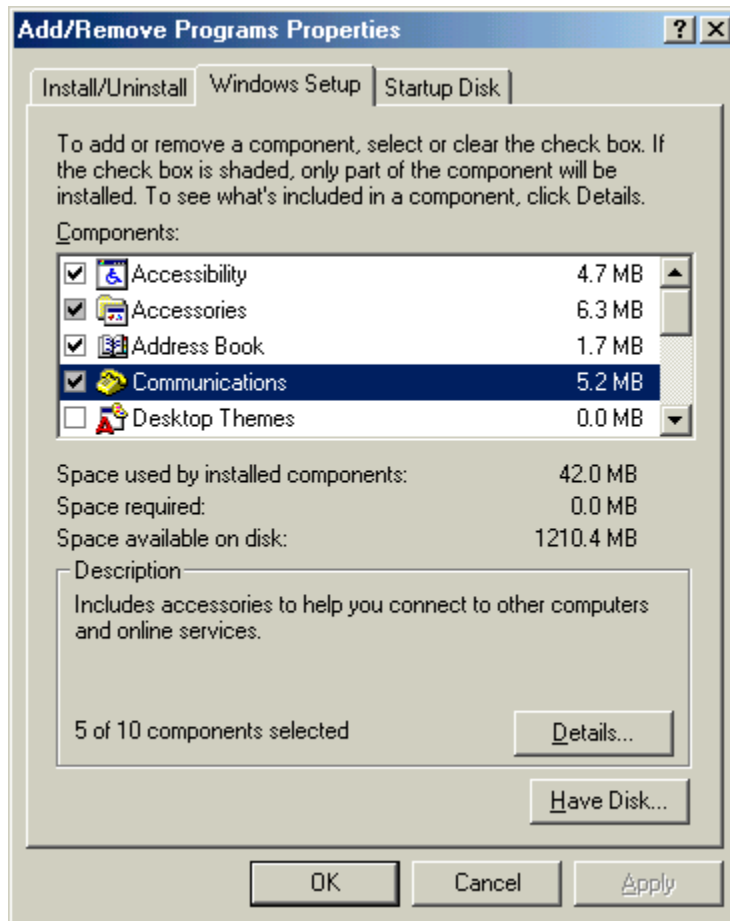 Add/Remove Programs Properties
Install/Uninstall Windows Setup Startup Disk
To add or remove a component, select or clear the check box. If
the check box is shaded, only part of the component will be
installed. To see what's included in a component, click Details.
Components:
Accessibility 4.7 MB
Accessories 6.3 MB
Address Book 1.7 MB
Communications 5.2 MB
Desktop Themes 0.0 MB
Space used by installed components: 42.0 MB
Space required: 0.0 MB
Space available on disk: 1210.4 MB
Description
Includes accessories to help you connect to other computers
and online services.
5 of 10 components selected
Details...
Have Disk...
OK Cancel Apply